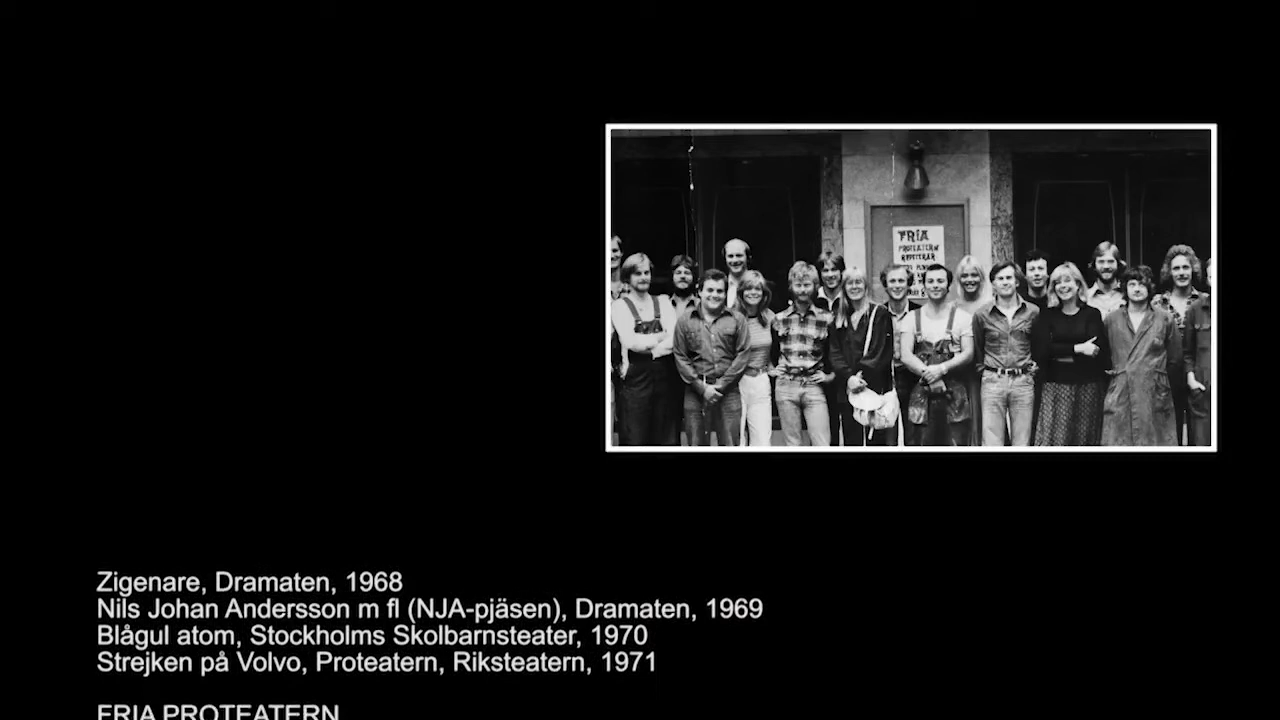 FRIA
PROTEATERN
REPETERAR
Zigenare, Dramaten, 1968
Nils Johan Andersson m fl (NJA-pjäsen), Dramaten, 1969
Blågul atom, Stockholms Skolbarnsteater, 1970
Strejken på Volvo, Proteatern, Riksteatern, 1971
FRIA PROTEATERN